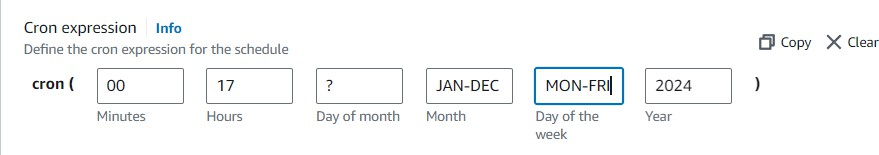 Cron expression Info
Define the cron expression for the schedule
Copy Clear
cron ( 00 17 ? JAN-DEC MON-FRI 2024 )
Minutes Hours Day of month Month Day of the week Year